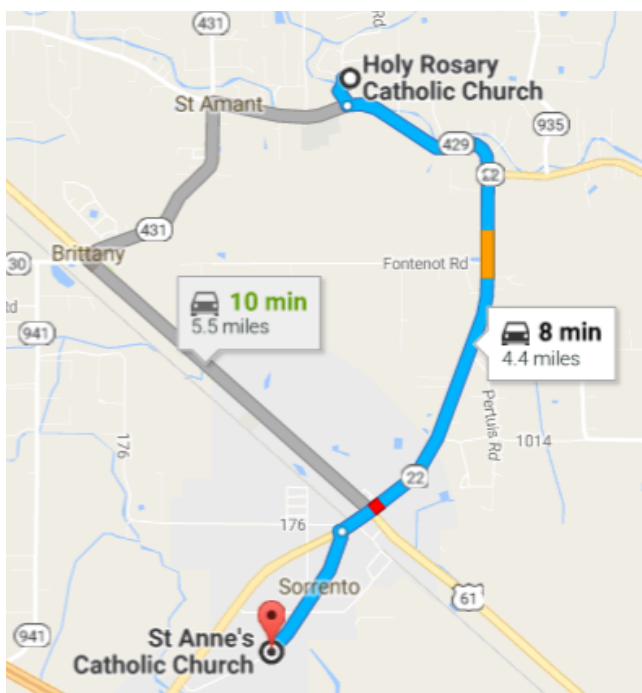 431
Holy Rosary
Catholic Church
St Amant
935
429
22
431
Brittany
30
Fontenot Rd
10 min
5.5 miles
941
8 min
4.4 miles
Pertuis Rd
176
1014
22
176
Sorrento
61
941
St Anne's
Catholic Church